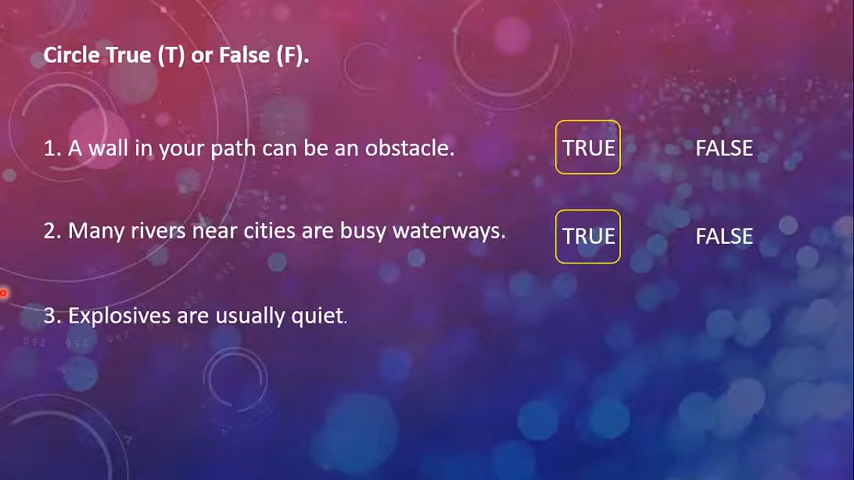 Circle True (T) or False (F).
1. A wall in your path can be an obstacle. TRUE FALSE
2. Many rivers near cities are busy waterways. TRUE FALSE
3. Explosives are usually quiet.